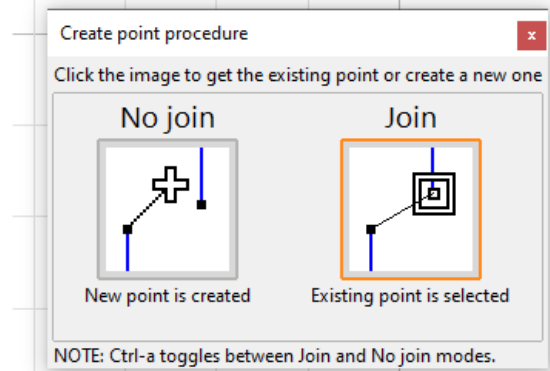 Create point procedure
x
Click the image to get the existing point or create a new one
No join
Join
New point is created
Existing point is selected
NOTE: Ctrl-a toggles between Join and No join modes.